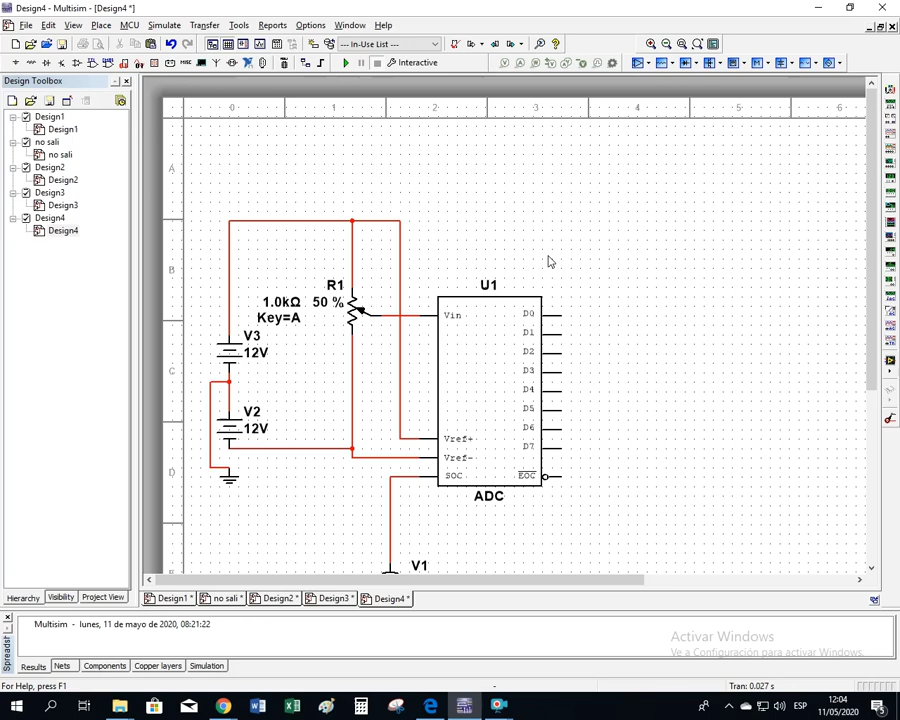 Design4 - Multisim - [Design4 *]
File Edit View Place MCU Simulate Transfer Tools Reports Options Window Help
--- In-Use List ---
Interactive
Design Toolbox
Design1
Design1
no sali
no sali
Design2
Design2
Design3
Design3
Design4
Design4
0 1 2 3 4 5 6
A
B
C
D
R1
1.0kΩ 50 %
Key=A
V3
12V
V2
12V
U1
Vin
Vref+
Vref-
SOC
D0
D1
D2
D3
D4
D5
D6
D7
EOC
ADC
V1
Hierarchy Visibility Project View
Design1 * no sali * Design2 * Design3 * Design4 *
Multisim - lunes, 11 de mayo de 2020, 08:21:22
Activar Windows
Ve a Configuración para activar Windows.
Spreadsh
Results Nets Components Copper layers Simulation
For Help, press F1
-
Tran: 0.027 s
ESP
12:04
11/05/2020
5